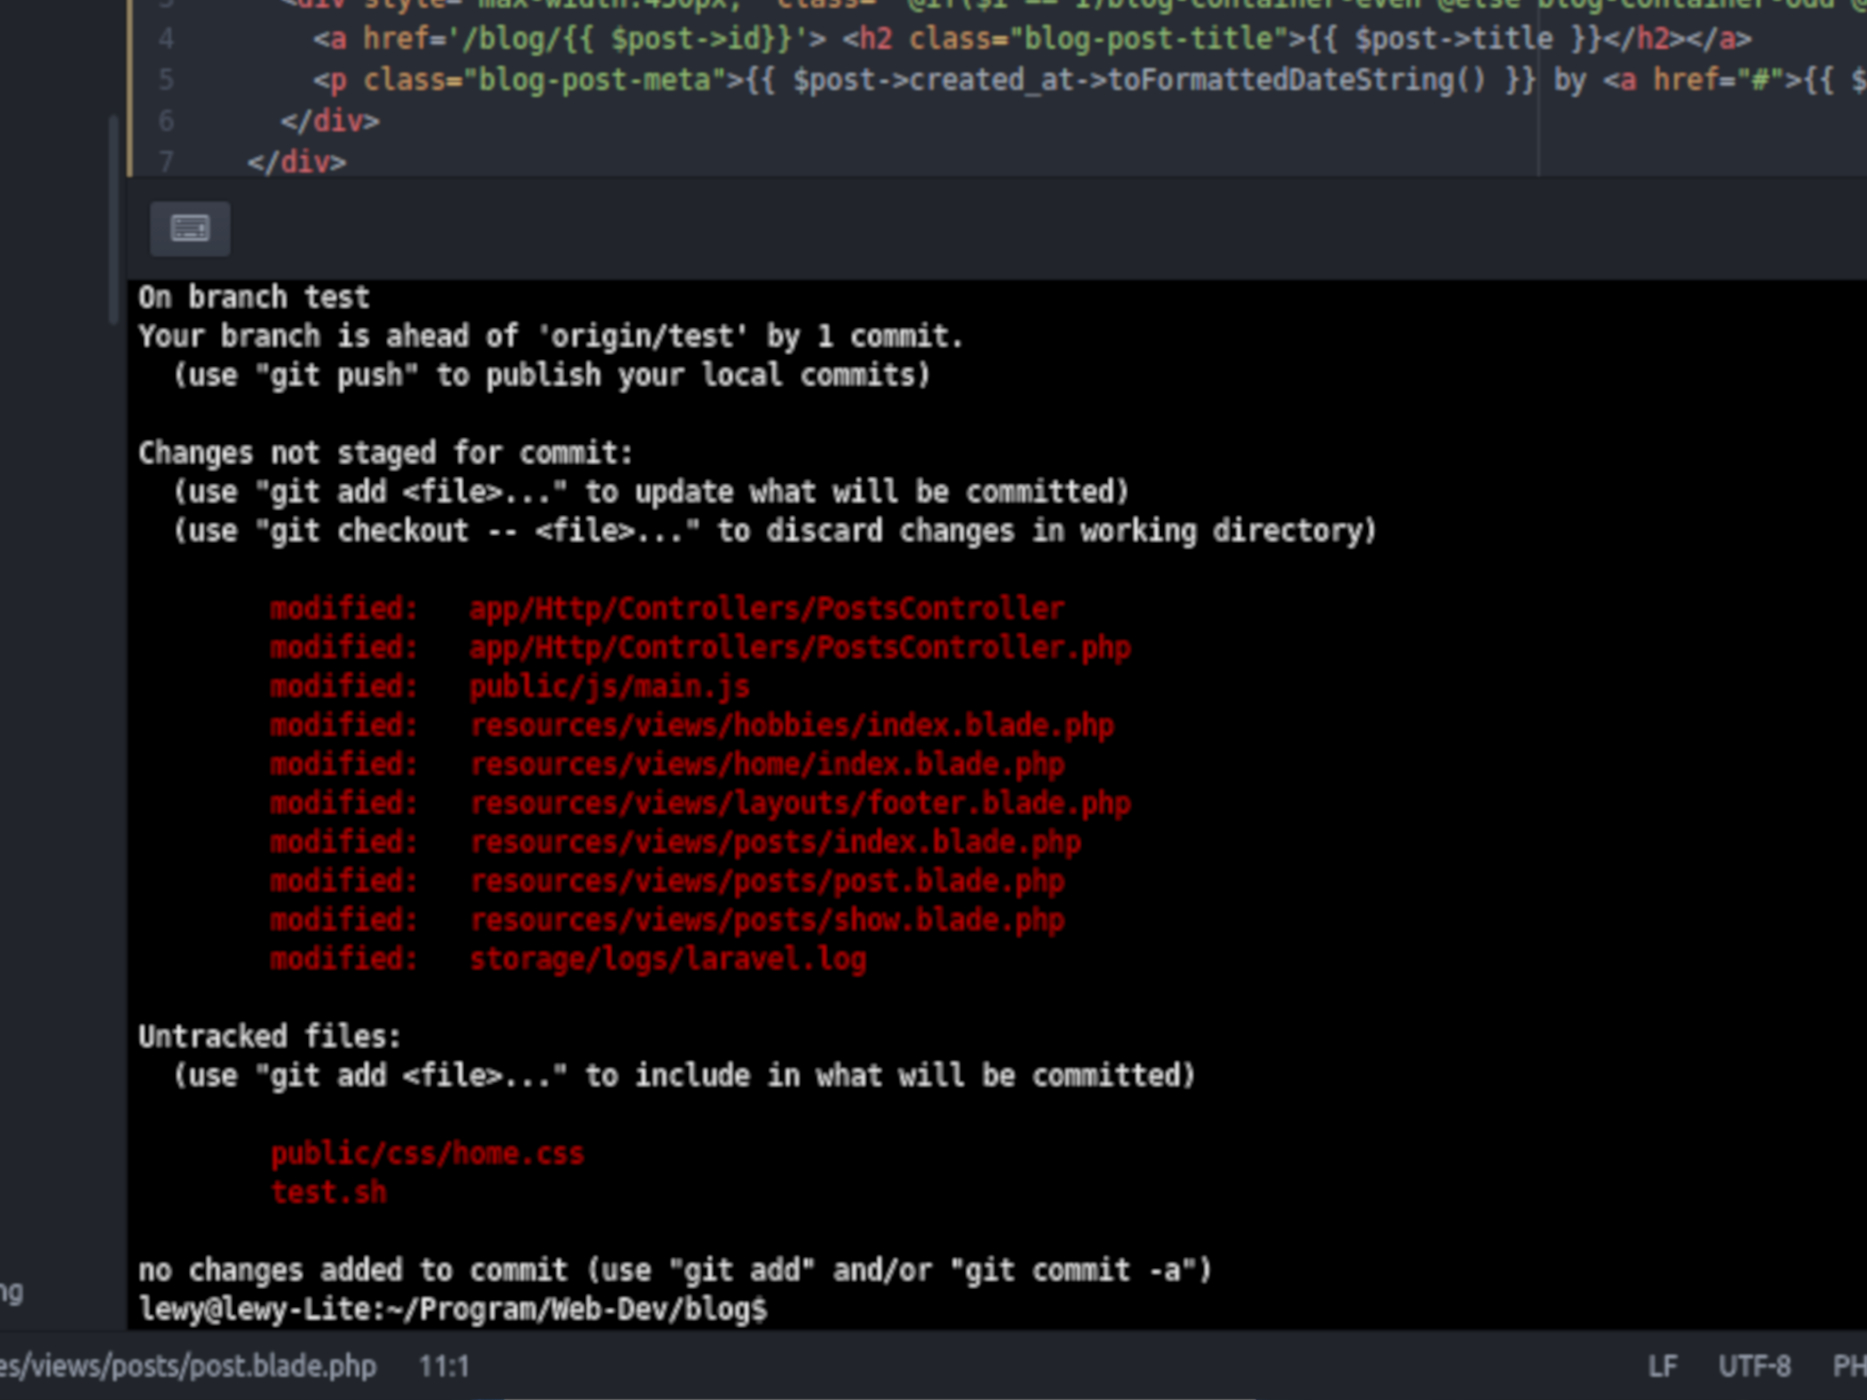 4 <a href='/blog/{{ $post->id}}'> <h2 class="blog-post-title">{{ $post->title }}</h2></a>
5 <p class="blog-post-meta">{{ $post->created_at->toFormattedDateString() }} by <a href="#">{{ $
6 </div>
7 </div>
On branch test
Your branch is ahead of 'origin/test' by 1 commit.
(use "git push" to publish your local commits)
Changes not staged for commit:
(use "git add <file>..." to update what will be committed)
(use "git checkout -- <file>..." to discard changes in working directory)
modified: app/Http/Controllers/PostsController
modified: app/Http/Controllers/PostsController.php
modified: public/js/main.js
modified: resources/views/hobbies/index.blade.php
modified: resources/views/home/index.blade.php
modified: resources/views/layouts/footer.blade.php
modified: resources/views/posts/index.blade.php
modified: resources/views/posts/post.blade.php
modified: resources/views/posts/show.blade.php
modified: storage/logs/laravel.log
Untracked files:
(use "git add <file>..." to include in what will be committed)
public/css/home.css
test.sh
no changes added to commit (use "git add" and/or "git commit -a")
ng
lewy@lewy-Lite:~/Program/Web-Dev/blog$
es/views/posts/post.blade.php 11:1 LF UTF-8 PH